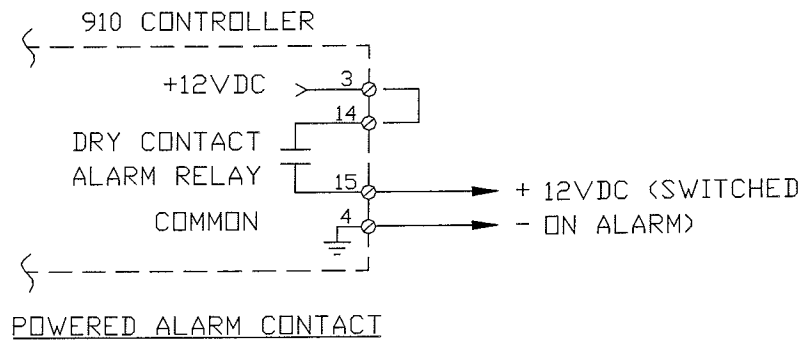 910 CONTROLLER
+12VDC 3
14
DRY CONTACT
ALARM RELAY 15
+ 12VDC (SWITCHED
COMMON 4
- ON ALARM)
POWERED ALARM CONTACT